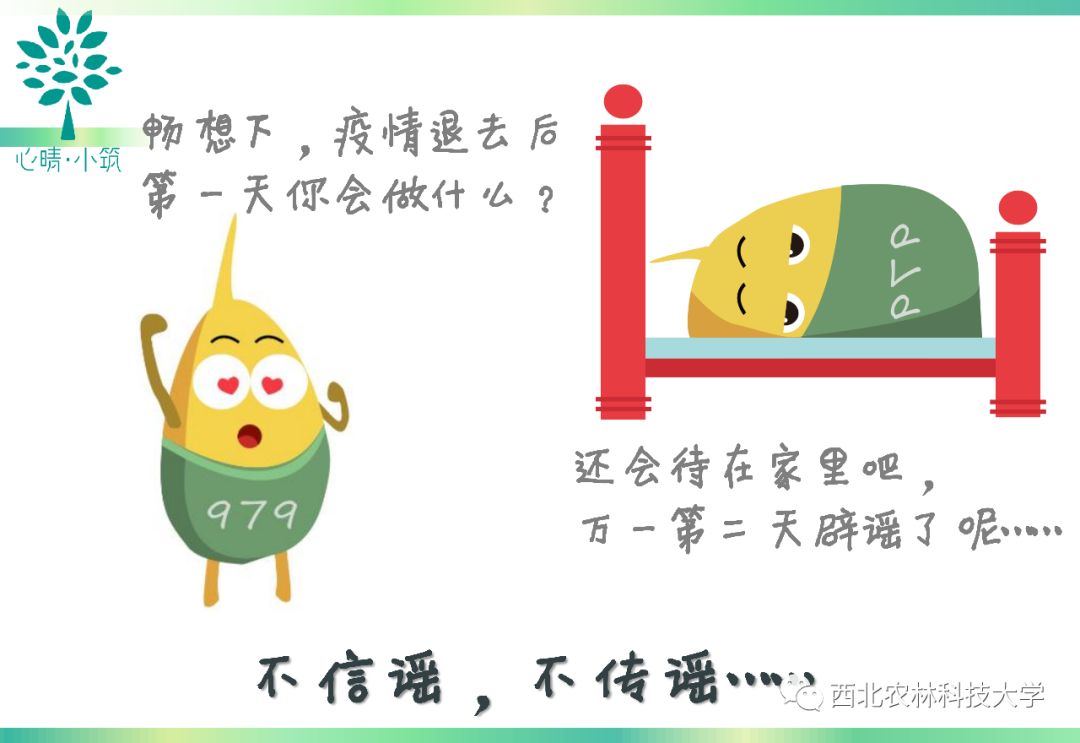 心晴·小筑
畅想下，疫情退去后
第一天你会做什么？
979
979
还会待在家里吧，
万一第二天辟谣了呢……
不信谣，不传谣……
西北农林科技大学